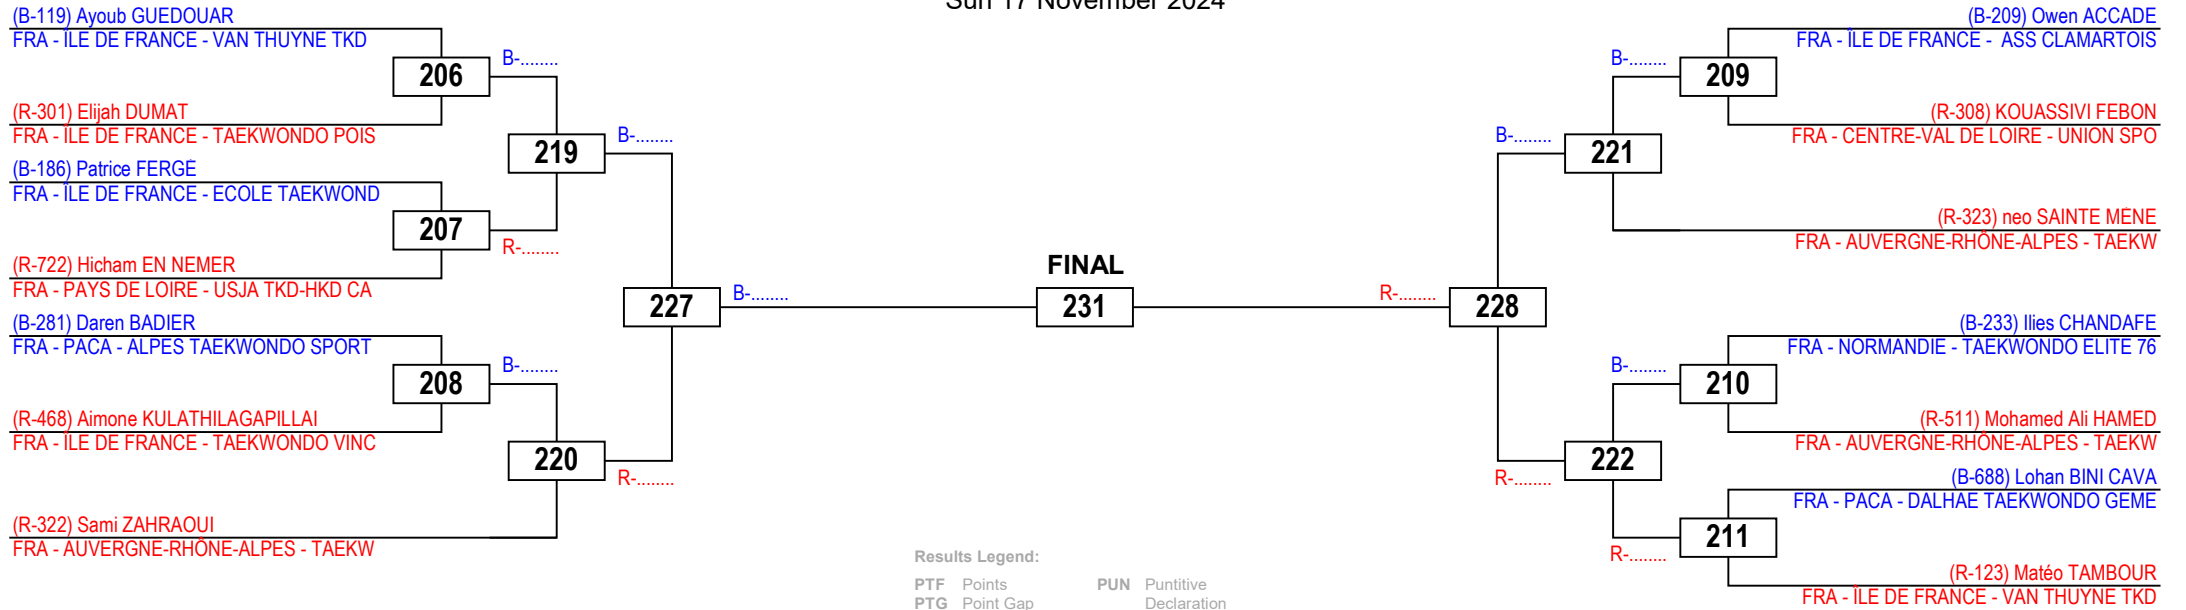 Sun 17 November 2024
(B-119) Ayoub GUEDOUAR
FRA - ÎLE DE FRANCE - VAN THUYNE TKD
206
B-........
(R-301) Elijah DUMAT
FRA - ÎLE DE FRANCE - TAEKWONDO POIS
219
B-........
(B-186) Patrice FERGÉ
FRA - ÎLE DE FRANCE - ECOLE TAEKWOND
207
R-........
(R-722) Hicham EN NEMER
FRA - PAYS DE LOIRE - USJA TKD-HKD CA
227
B-........
(B-281) Daren BADIER
FRA - PACA - ALPES TAEKWONDO SPORT
208
B-........
(R-468) Aimone KULATHILAGAPILLAI
FRA - ÎLE DE FRANCE - TAEKWONDO VINC
220
R-........
(R-322) Sami ZAHRAOUI
FRA - AUVERGNE-RHÔNE-ALPES - TAEKW
FINAL
231
(B-209) Owen ACCADE
FRA - ÎLE DE FRANCE - ASS CLAMARTOIS
B-........
209
(R-308) KOUASSIVI FEBON
FRA - CENTRE-VAL DE LOIRE - UNION SPO
B-........
221
(R-323) neo SAINTE MÈNE
FRA - AUVERGNE-RHÔNE-ALPES - TAEKW
R-........
228
(B-233) Ilies CHANDAFE
FRA - NORMANDIE - TAEKWONDO ELITE 76
B-........
210
(R-511) Mohamed Ali HAMED
FRA - AUVERGNE-RHÔNE-ALPES - TAEKW
222
R-........
(B-688) Lohan BINI CAVA
FRA - PACA - DALHAE TAEKWONDO GEME
211
R-........
(R-123) Matéo TAMBOUR
FRA - ÎLE DE FRANCE - VAN THUYNE TKD
Results Legend:
PTF Points PUN Puntitive
PTG Point Gap Declaration